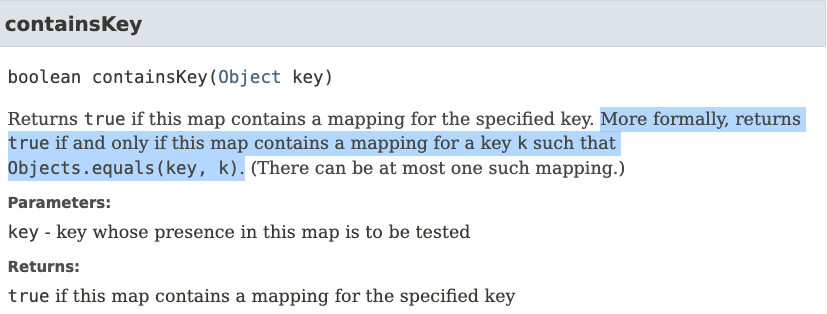 containsKey
boolean containsKey(Object key)
Returns true if this map contains a mapping for the specified key. More formally, returns
true if and only if this map contains a mapping for a key k such that
Objects.equals(key, k). (There can be at most one such mapping.)
Parameters:
key - key whose presence in this map is to be tested
Returns:
true if this map contains a mapping for the specified key